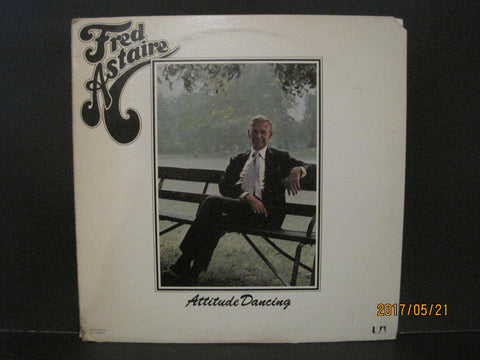 Fred
Astaire
Attitude Dancing
2017/05/21
UA